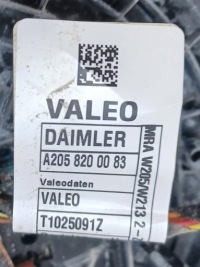 VALEO
DAIMLER
A205 820 00 83
Valeodaten
VALEO
T1025091Z
MRA W205/W213 2 -